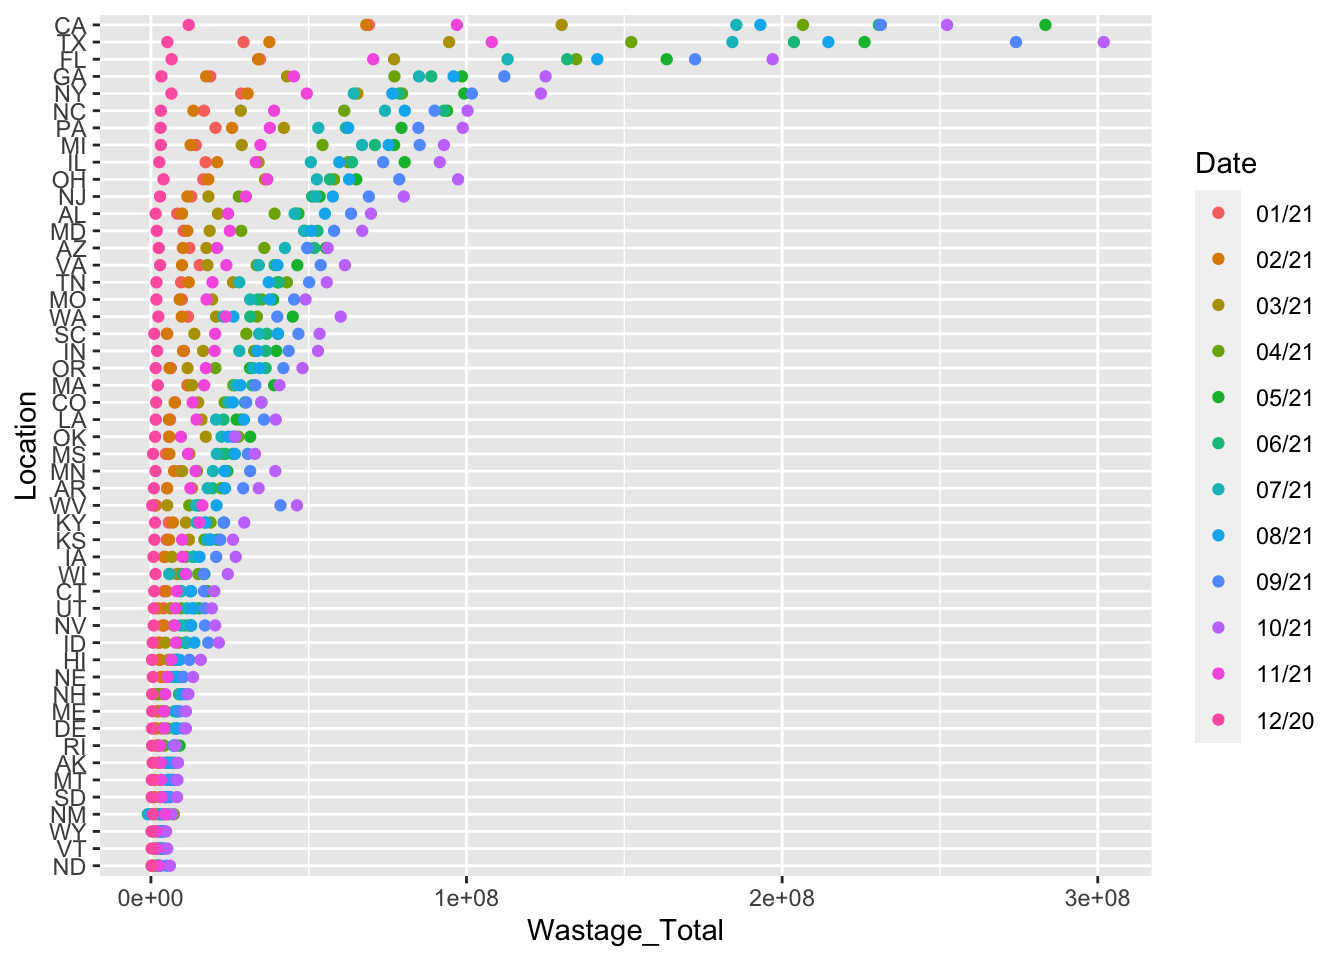 CA
TX
FL
GA
NY
NC
PA
MI
IL
OH
NJ
AL
MD
AZ
VA
TN
MO
WA
SC
IN
OR
MA
CO
LA
OK
MS
MN
AR
WV
KY
KS
IA
WI
CT
UT
NV
ID
HI
NE
NH
ME
DE
RI
AK
MT
SD
NM
WY
VT
ND
Location
0e+00 1e+08 2e+08 3e+08
Wastage_Total
Date
01/21
02/21
03/21
04/21
05/21
06/21
07/21
08/21
09/21
10/21
11/21
12/20